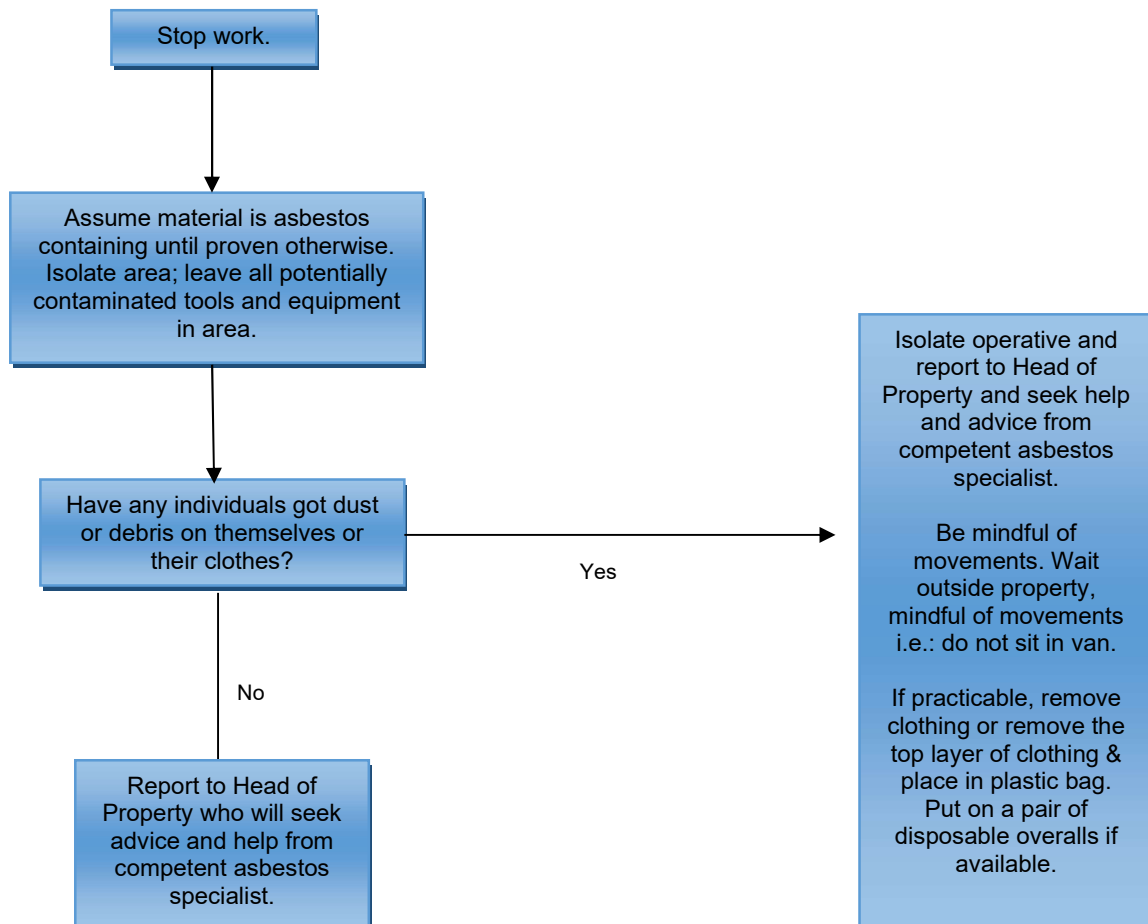 Stop work.
Assume material is asbestos
containing until proven otherwise.
Isolate area; leave all potentially
contaminated tools and equipment
in area.
Have any individuals got dust
or debris on themselves or
their clothes?
Yes
Isolate operative and
report to Head of
Property and seek help
and advice from
competent asbestos
specialist.
Be mindful of
movements. Wait
outside property,
mindful of movements
i.e.: do not sit in van.
If practicable, remove
clothing or remove the
top layer of clothing &
place in plastic bag.
Put on a pair of
disposable overalls if
available.
No
Report to Head of
Property who will seek
advice and help from
competent asbestos
specialist.